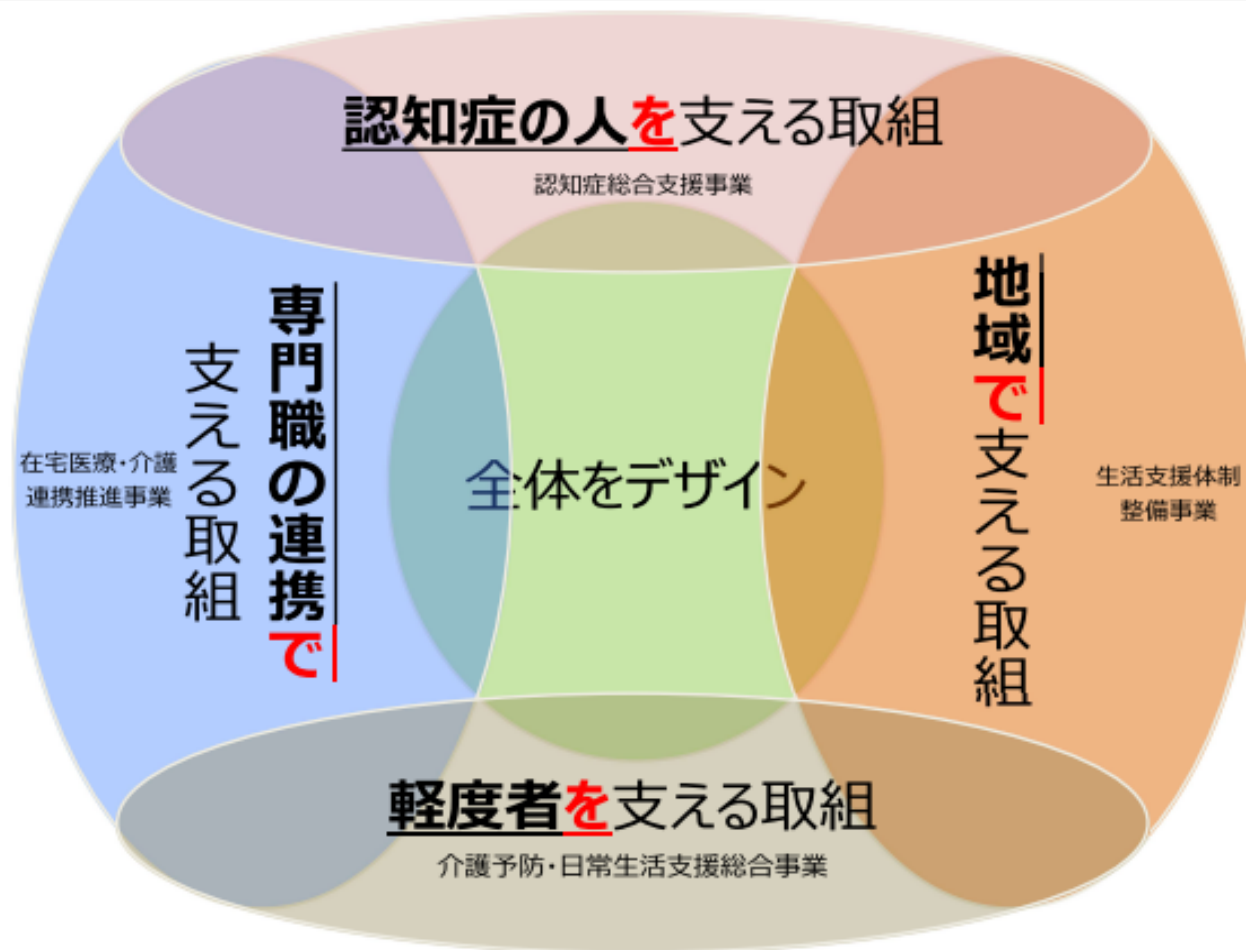 認知症の人を支える取組
認知症総合支援事業
専門職の連携で
支える取組
在宅医療・介護
連携推進事業
全体をデザイン
地域で支える取組
生活支援体制
整備事業
軽度者を支える取組
介護予防・日常生活支援総合事業